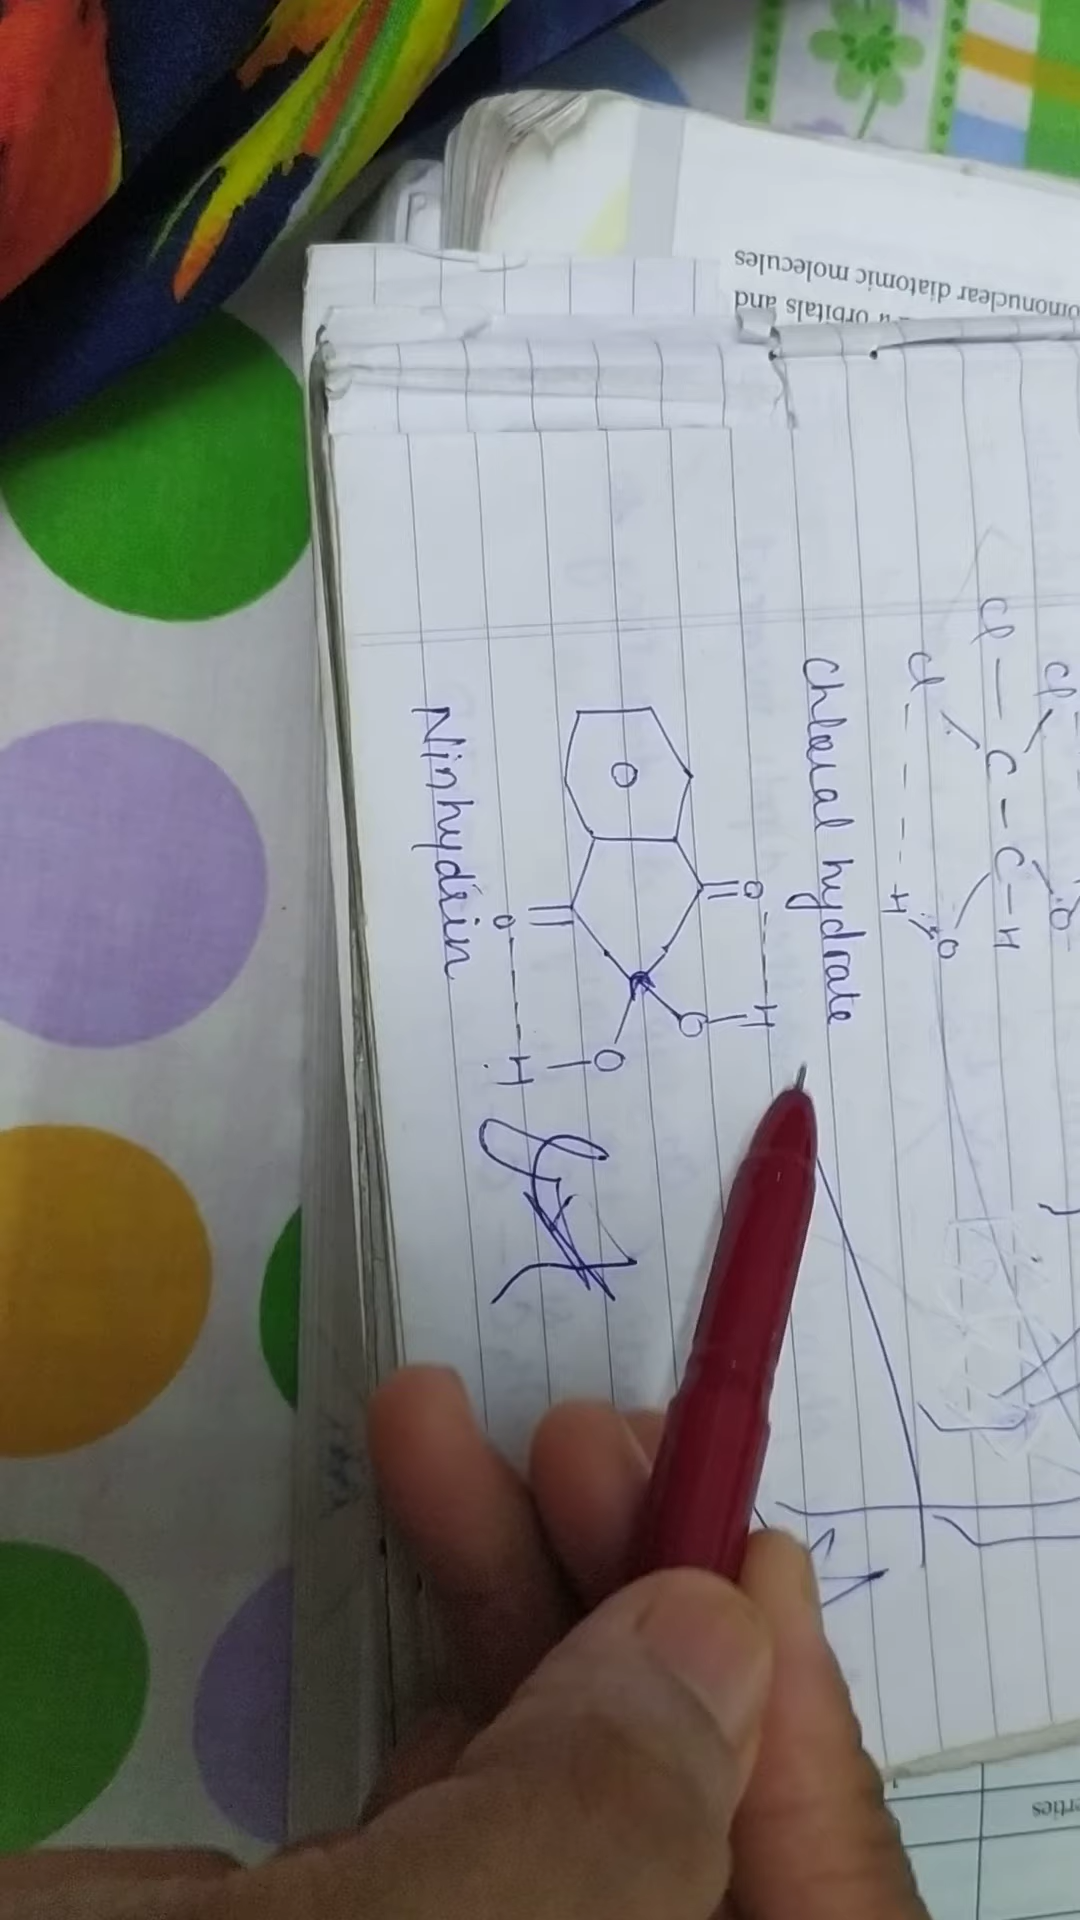 Cl
Cl — C — C — H
Cl
O
O
H
Chloral hydrate
O
H
O
O
H
O
Ninhydrin
omonuclear diatomic molecules
orbitals and
erties